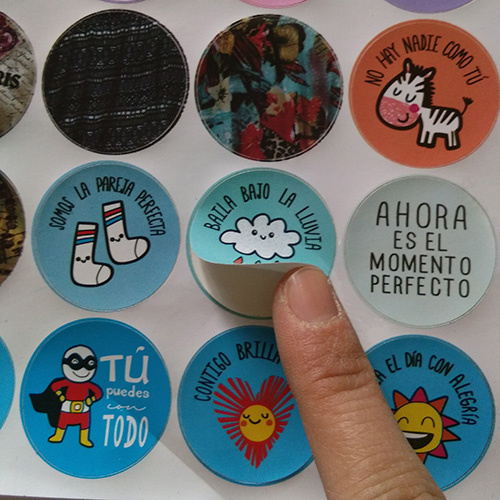 RIS
NO HAY NADIE COMO TÚ
SOMOS LA PAREJA PERFECTA
BAILA BAJO LA LLUVIA
AHORA
ES EL
MOMENTO
PERFECTO
TÚ
puedes
con
TODO
CONTIGO BRILL
EL DÍA CON ALEGRÍA